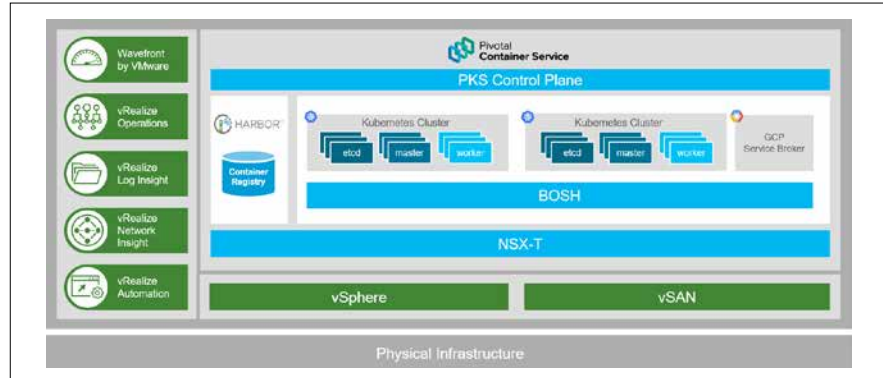 Wavefront
by VMware
vRealize
Operations
vRealize
Log Insight
vRealize
Network
Insight
vRealize
Automation
Pivotal
Container Service
PKS Control Plane
HARBOR™
Container
Registry
Kubernetes Cluster
etcd
master
worker
Kubernetes Cluster
etcd
master
worker
GCP
Service Broker
BOSH
NSX-T
vSphere
vSAN
Physical Infrastructure